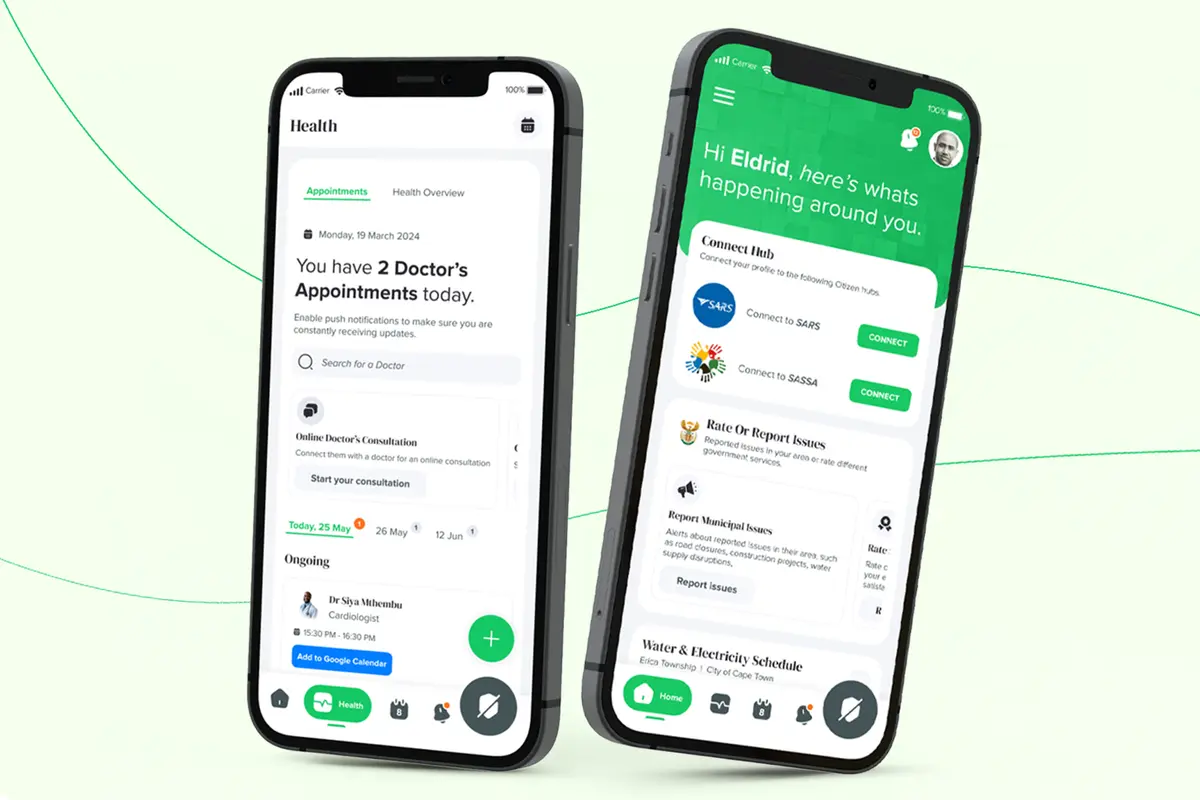 Carrier
100%
Health
Appointments
Health Overview
Monday, 19 March 2024
You have 2 Doctor's
Appointments today.
Enable push notifications to make sure you are
constantly receiving updates.
Search for a Doctor
Online Doctor's Consultation
Connect them with a doctor for an online consultation
Start your consultation
Today, 25 May 1
26 May 1
12 Jun 1
Ongoing
Dr Siya Mthembu
Cardiologist
15:30 PM - 16:30 PM
Add to Google Calendar
Health
8
Carrier
100%
Hi Eldrid, here's whats
happening around you.
Connect Hub
Connect your profile to the following Citizen hubs.
SARS
Connect to SARS
CONNECT
Connect to SASSA
CONNECT
Rate Or Report Issues
Reported issues in your area or rate different
government services.
Report Municipal Issues
Alerts about reported issues in their area, such
as road closures, construction projects, water
supply disruptions,
Report issues
Rate
Rate c
your e
satisfa
R
Water & Electricity Schedule
Erica Township | City of Cape Town
Home
8